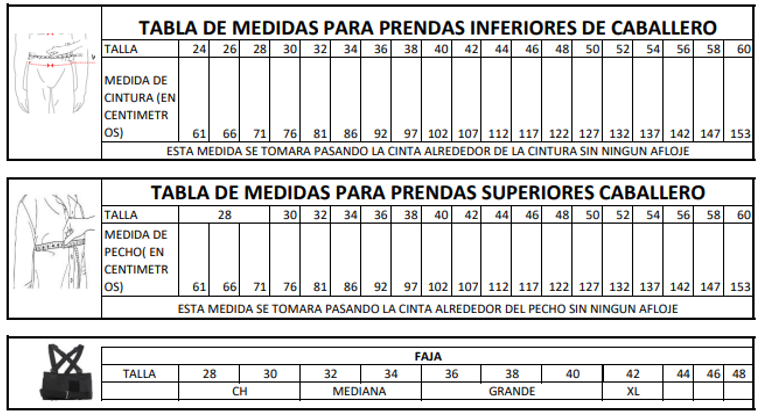 TABLA DE MEDIDAS PARA PRENDAS INFERIORES DE CABALLERO
TALLA 24 26 28 30 32 34 36 38 40 42 44 46 48 50 52 54 56 58 60
MEDIDA DE
CINTURA (EN
CENTIMETR
OS) 61 66 71 76 81 86 92 97 102 107 112 117 122 127 132 137 142 147 153
ESTA MEDIDA SE TOMARA PASANDO LA CINTA ALREDEDOR DE LA CINTURA SIN NINGUN AFLOJE
TABLA DE MEDIDAS PARA PRENDAS SUPERIORES CABALLERO
TALLA 28 30 32 34 36 38 40 42 44 46 48 50 52 54 56 58 60
MEDIDA DE
PECHO( EN
CENTIMETR
OS) 61 66 71 76 81 86 92 97 102 107 112 117 122 127 132 137 142 147 153
ESTA MEDIDA SE TOMARA PASANDO LA CINTA ALREDEDOR DEL PECHO SIN NINGUN AFLOJE
FAJA
TALLA 28 30 32 34 36 38 40 42 44 46 48
CH MEDIANA GRANDE XL